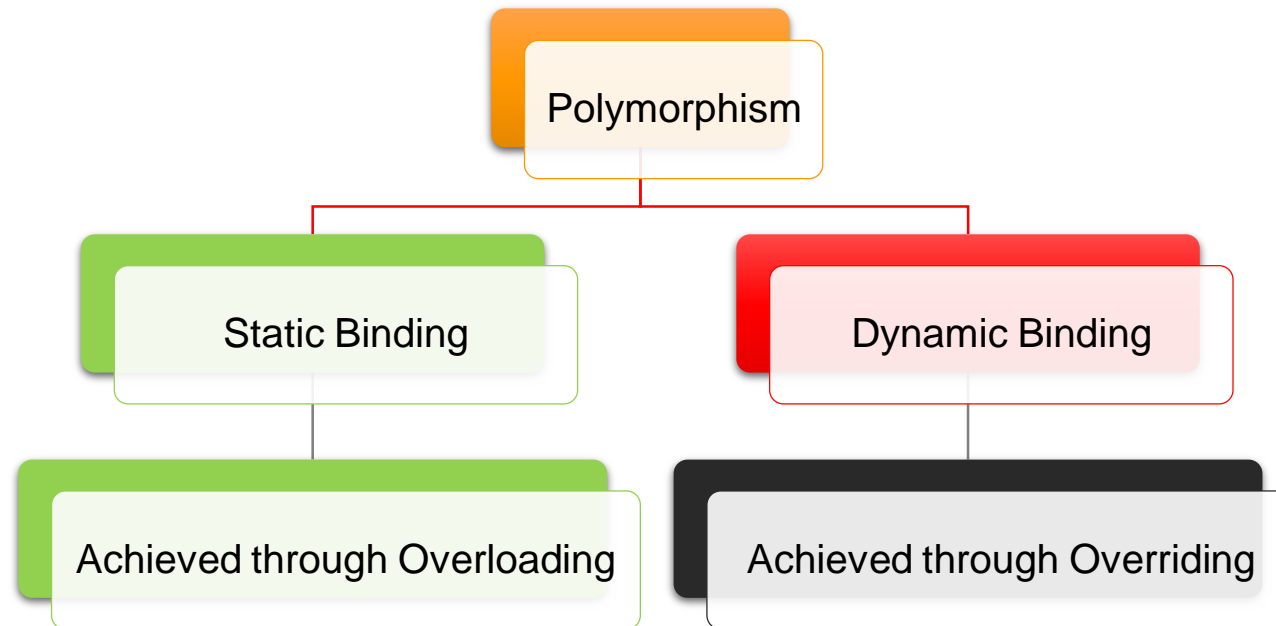 Polymorphism
Static Binding
Dynamic Binding
Achieved through Overloading
Achieved through Overriding